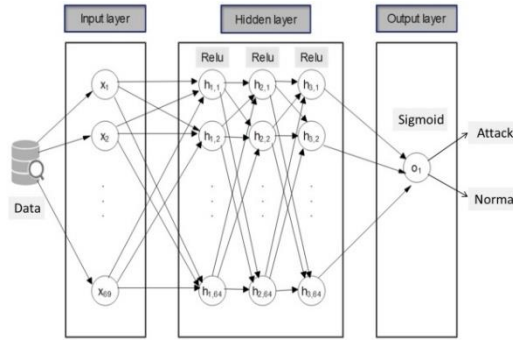 Input layer
Hidden layer
Output layer
Relu Relu Relu
x1 h1,1 h2,1 h3,1
Sigmoid
x2 h1,2 h2,2 h3,2
Attack
o1
Data
Norma
x69 h1,64 h2,64 h3,64